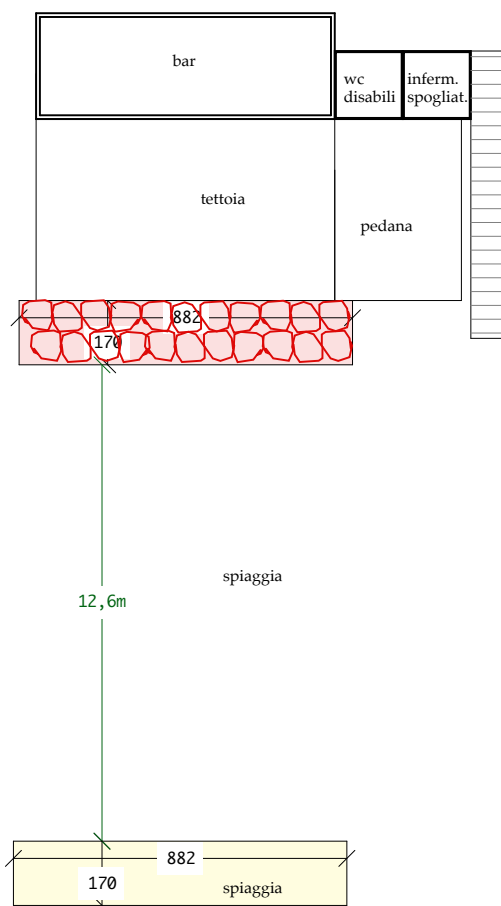 bar
wc
disabili
inferm.
spogliat.
tettoia
pedana
882
170
spiaggia
12,6m
882
170
spiaggia